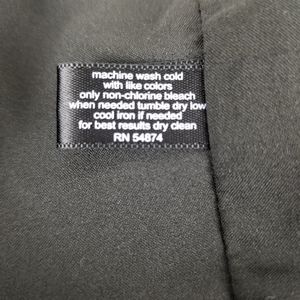 machine wash cold
with like colors
only non-chlorine bleach
when needed tumble dry low
cool iron if needed
for best results dry clean
RN 54874